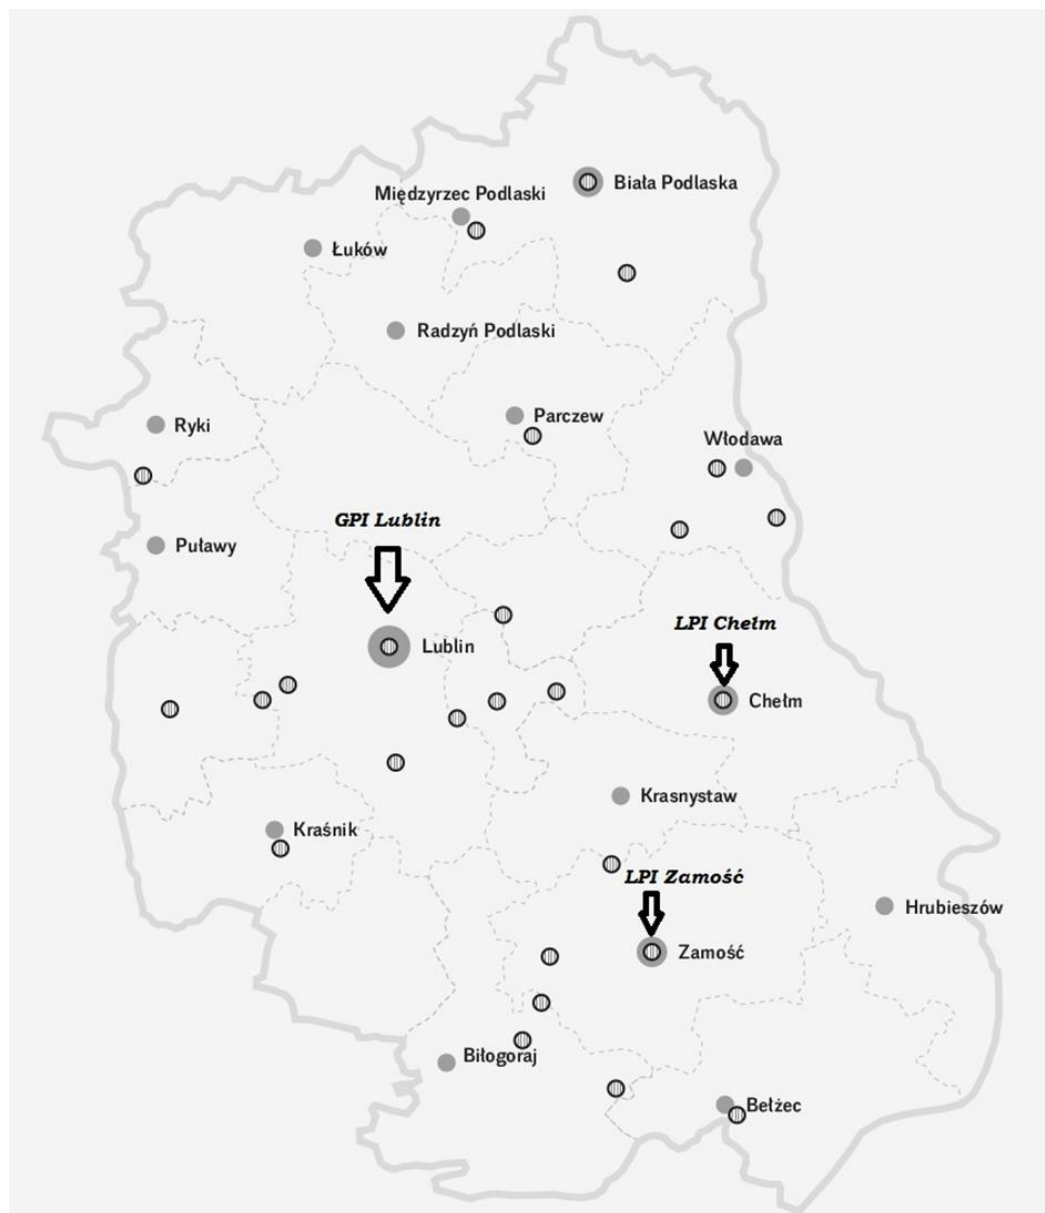 Biała Podlaska
Międzyrzec Podlaski
Łuków
Radzyń Podlaski
Parczew
Ryki
Włodawa
GPI Lublin
Puławy
LPI Chełm
Lublin
Chełm
Krasnystaw
Kraśnik
LPI Zamość
Hrubieszów
Zamość
Biłogoraj
Bełżec